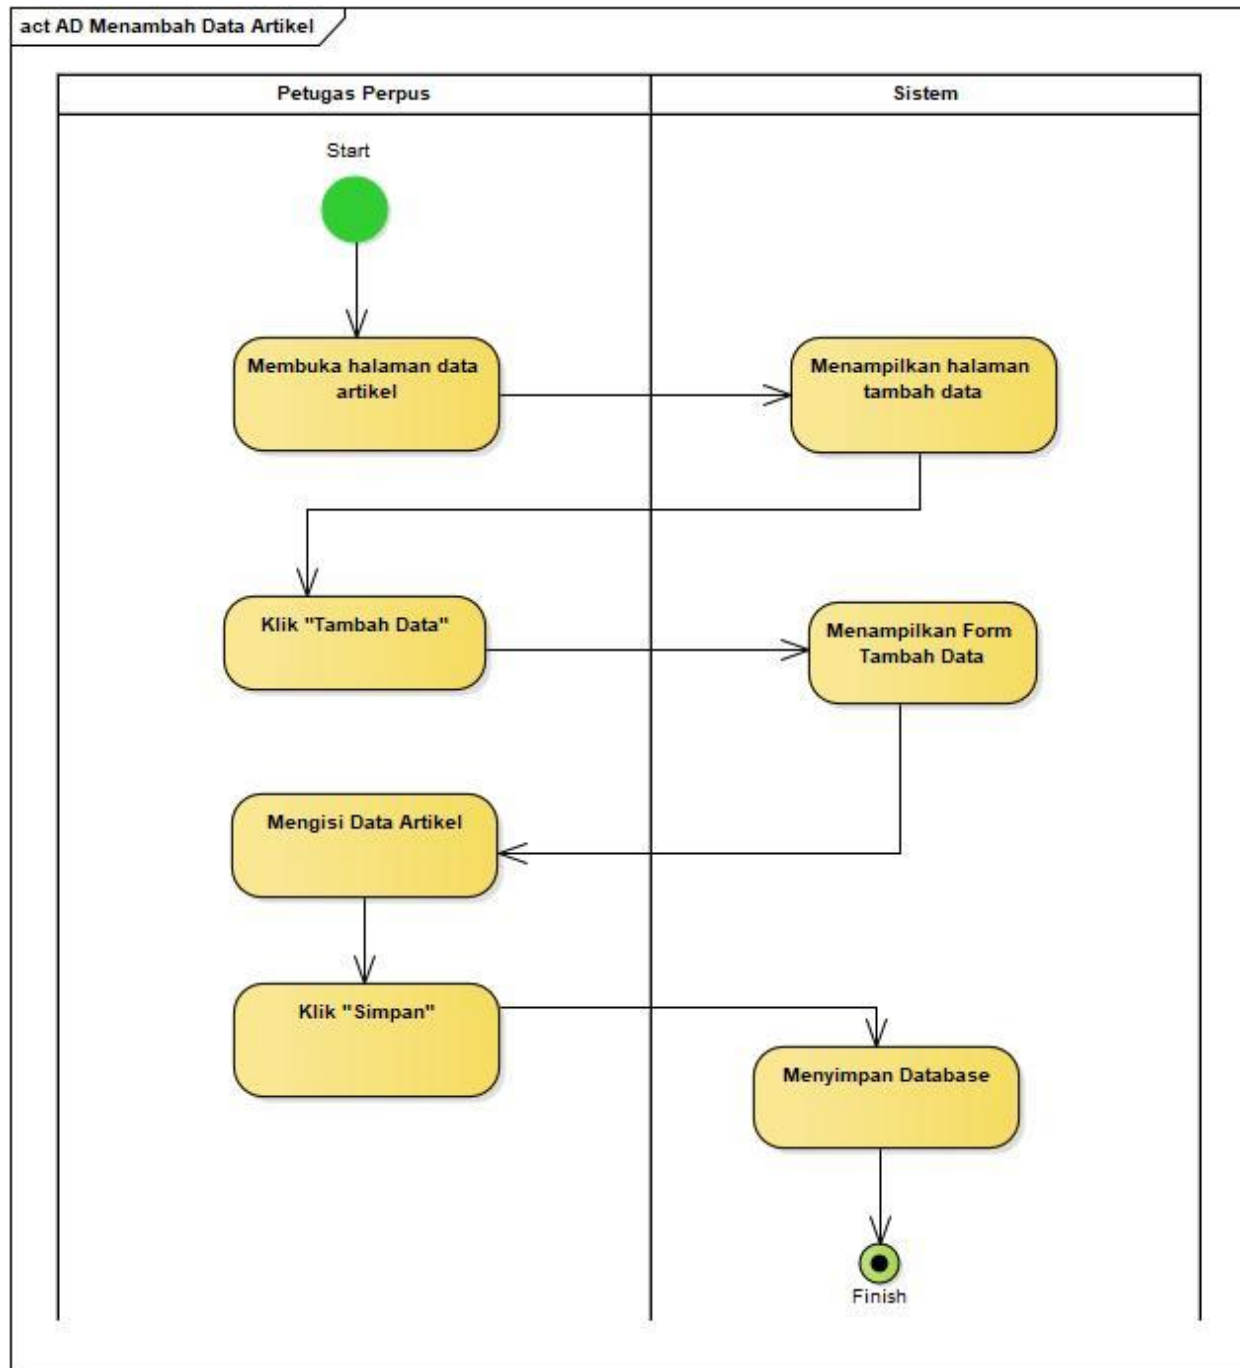 act AD Menambah Data Artikel
Petugas Perpus
Sistem
Start
Membuka halaman data
artikel
Menampilkan halaman
tambah data
Klik "Tambah Data"
Menampilkan Form
Tambah Data
Mengisi Data Artikel
Klik "Simpan"
Menyimpan Database
Finish